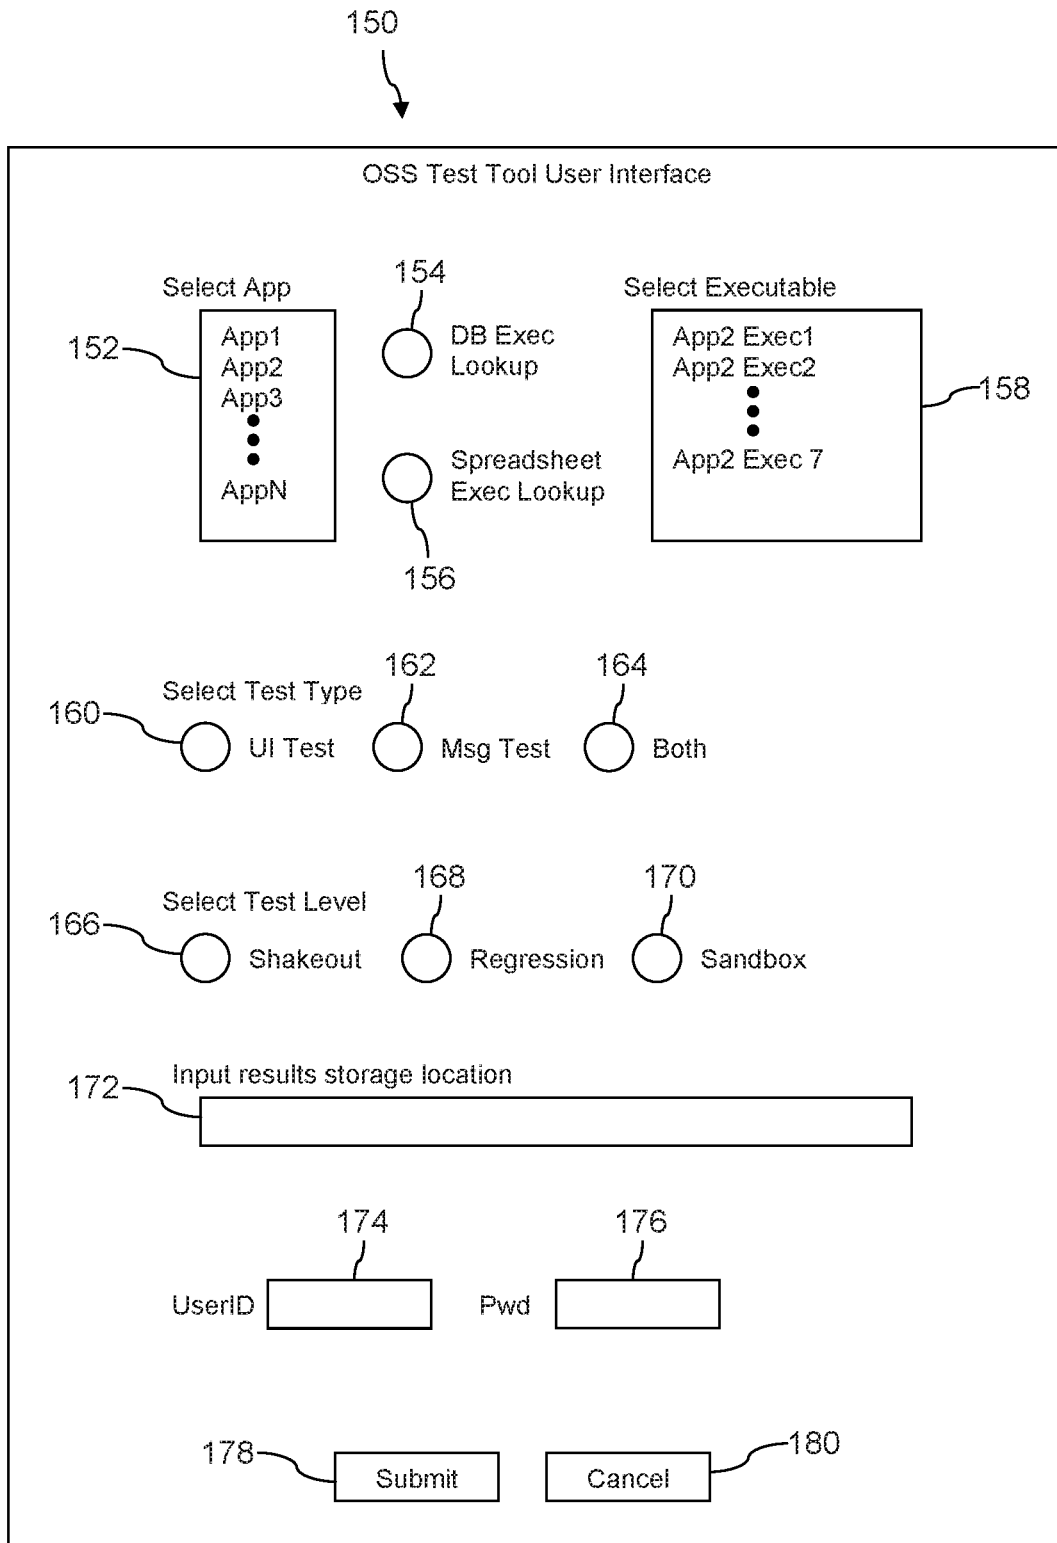 150
OSS Test Tool User Interface
154
Select App
Select Executable
152
App1
App2
App3
AppN
DB Exec
Lookup
Spreadsheet
Exec Lookup
156
App2 Exec1
App2 Exec2
App2 Exec 7
158
162
164
Select Test Type
160
UI Test
Msg Test
Both
168
170
Select Test Level
166
Shakeout
Regression
Sandbox
Input results storage location
172
174
176
UserID
Pwd
178
Submit
Cancel
180